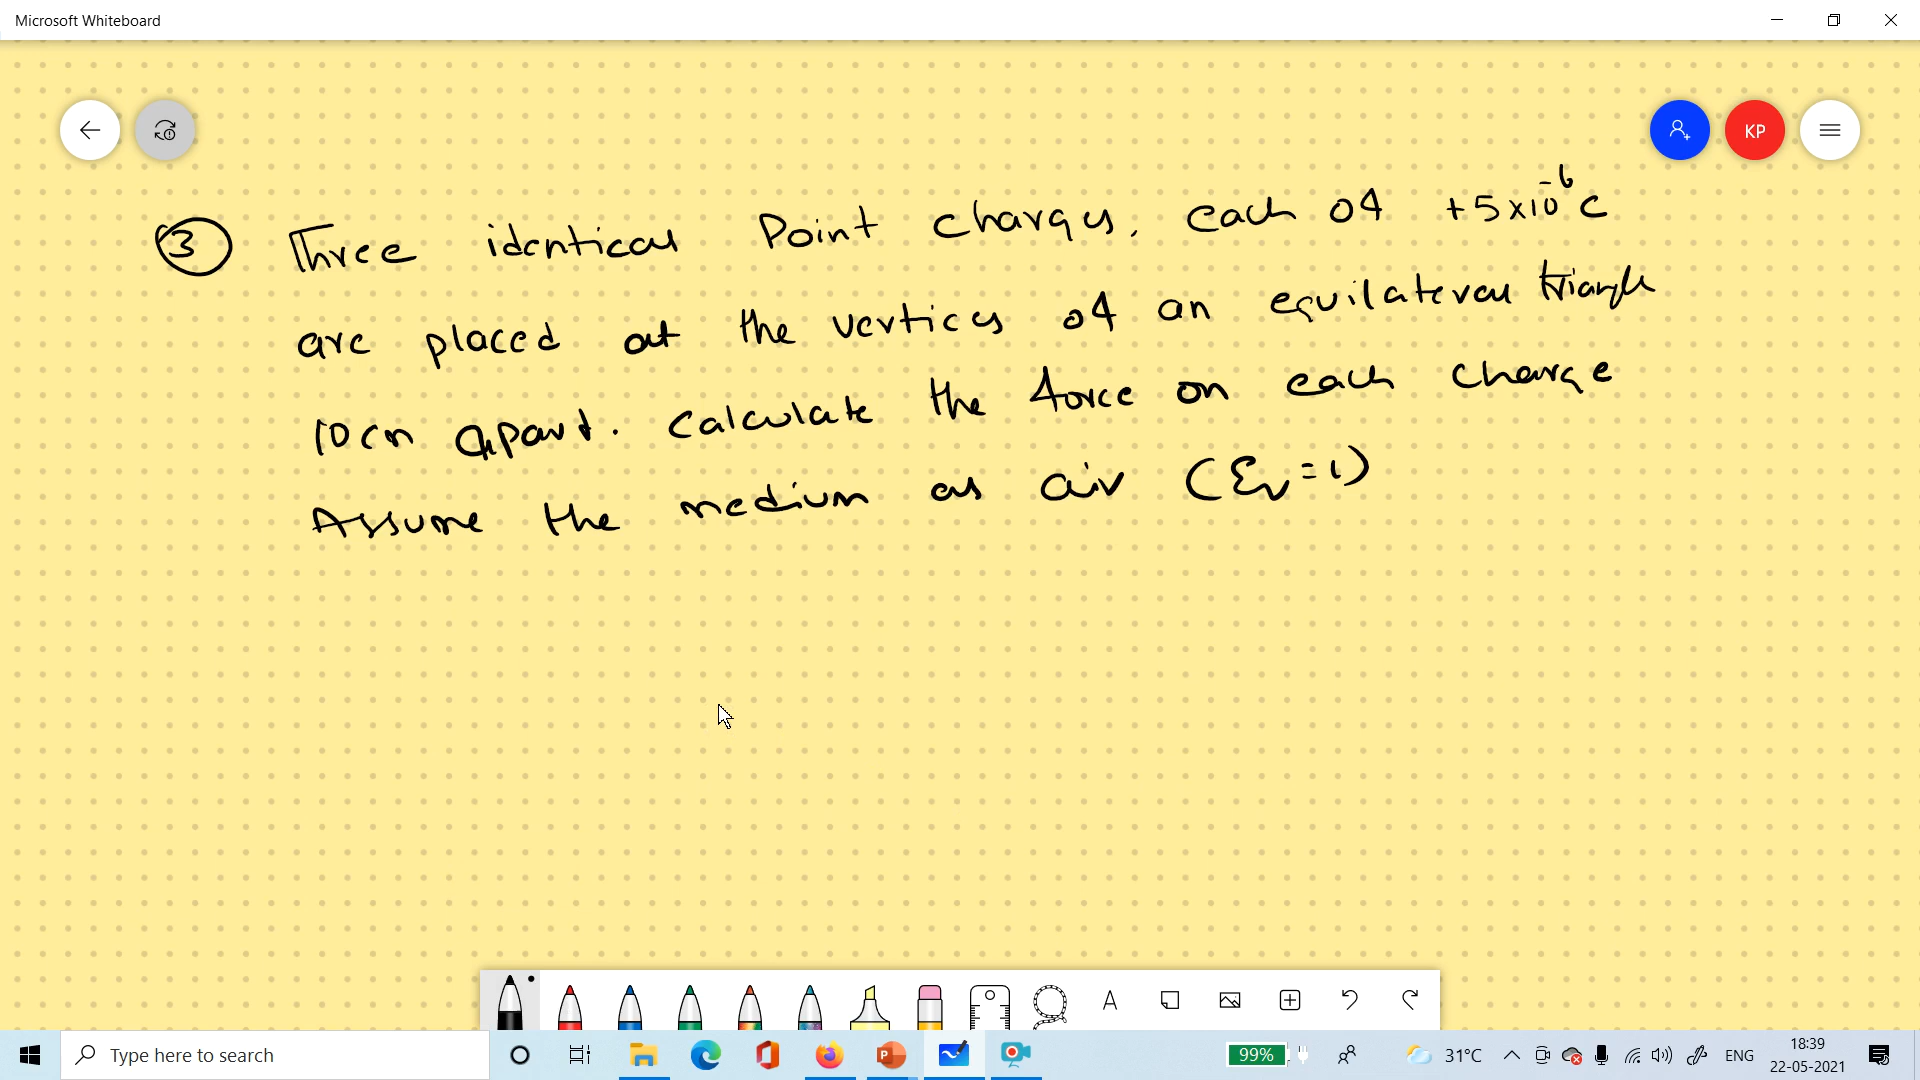 Microsoft Whiteboard
KP
③ Three identical Point charges, each of +5×10⁻⁶ C
are placed at the vertices of an equilateral triangle
10cm apart. calculate the force on each charge
Assume the medium as air (εr=1)
Type here to search
99%
31°C
ENG
18:39
22-05-2021